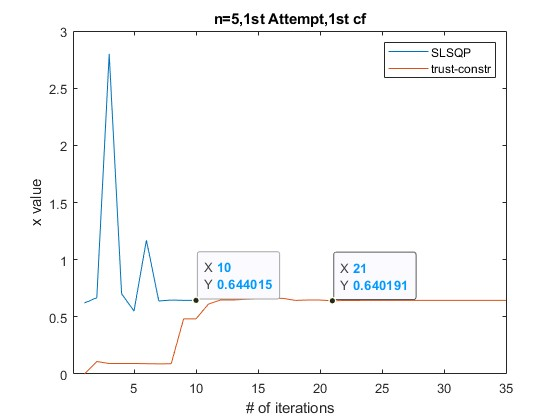 n=5,1st Attempt,1st cf
3
SLSQP
trust-constr
2.5
2
x value
1.5
1
X 10
Y 0.644015
X 21
Y 0.640191
0.5
0
5 10 15 20 25 30 35
# of iterations